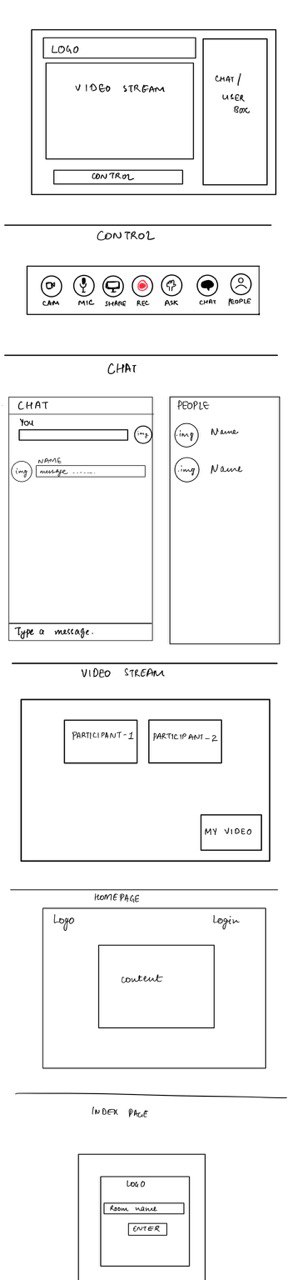 LOGO
VIDEO STREAM
CHAT/
USER
BOX
CONTROL
CONTROL
CAM MIC SHARE REC ASK CHAT PEOPLE
CHAT
CHAT
YOU
img
NAME
img message .......
Type a message.
PEOPLE
img Name
img Name
VIDEO STREAM
PARTICIPANT-1 PARTICIPANT-2
MY VIDEO
HOMEPAGE
Logo Login
content
INDEX PAGE
LOGO
Room name
ENTER